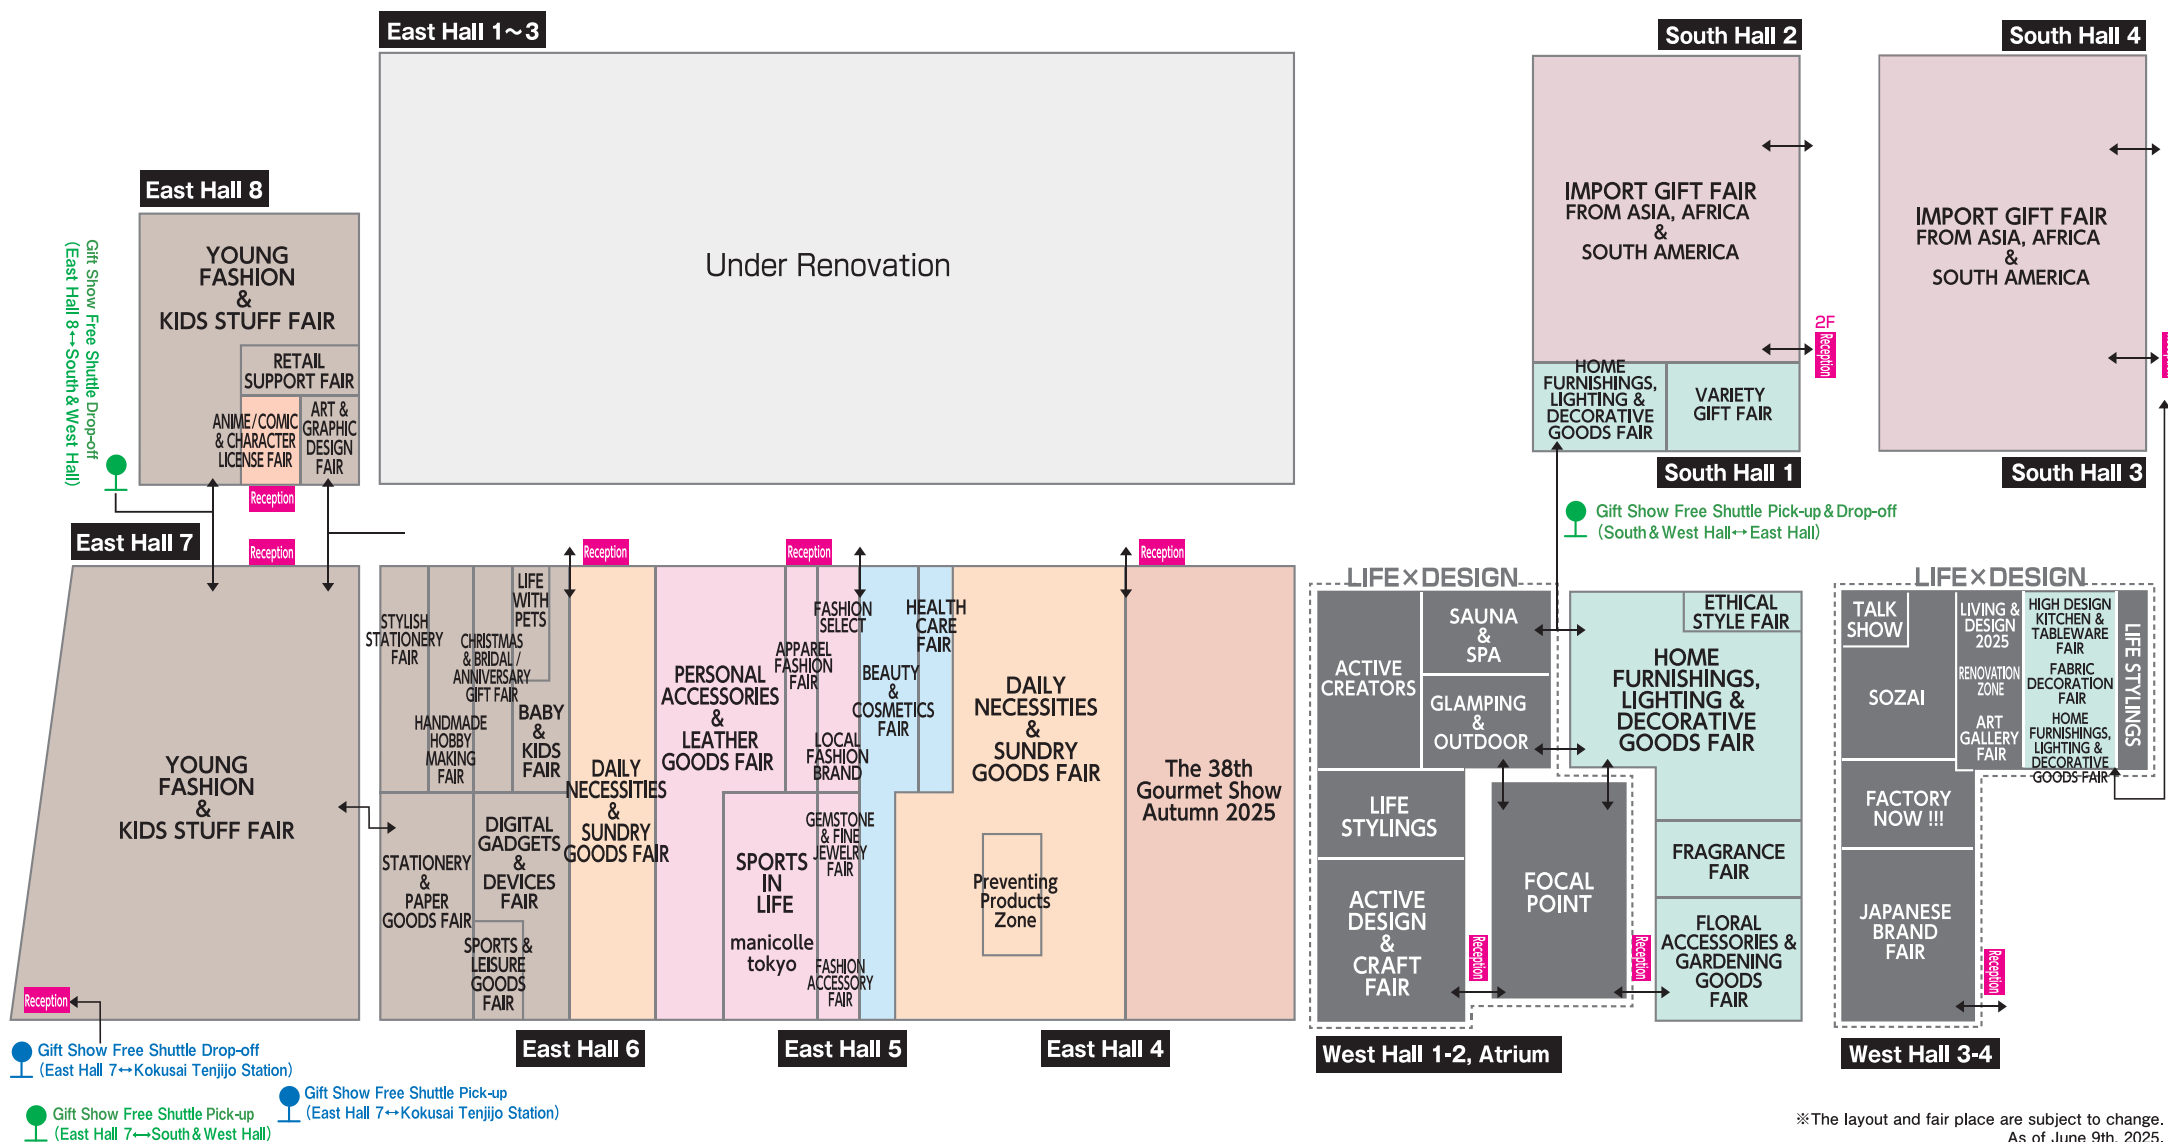 East Hall 1～3
Under Renovation
South Hall 2
IMPORT GIFT FAIR
FROM ASIA, AFRICA
&
SOUTH AMERICA
2F
Reception
HOME
FURNISHINGS,
LIGHTING &
DECORATIVE
GOODS FAIR
VARIETY
GIFT FAIR
South Hall 1
South Hall 4
IMPORT GIFT FAIR
FROM ASIA, AFRICA
&
SOUTH AMERICA
South Hall 3
Gift Show Free Shuttle Pick-up & Drop-off
(South & West Hall↔East Hall)
East Hall 8
YOUNG
FASHION
&
KIDS STUFF FAIR
RETAIL
SUPPORT FAIR
ANIME/COMIC
& CHARACTER
LICENSE FAIR
ART &
GRAPHIC
DESIGN
FAIR
Reception
Gift Show Free Shuttle Drop-off
(East Hall 8↔South & West Hall)
East Hall 7
Reception
YOUNG
FASHION
&
KIDS STUFF FAIR
Reception
Gift Show Free Shuttle Drop-off
(East Hall 7↔Kokusai Tenjijo Station)
Gift Show Free Shuttle Pick-up
(East Hall 7↔Kokusai Tenjijo Station)
Gift Show Free Shuttle Pick-up
(East Hall 7↔South & West Hall)
STYLISH
STATIONERY
FAIR
HANDMADE
HOBBY
MAKING
FAIR
CHRISTMAS
& BRIDAL /
ANNIVERSARY
GIFT FAIR
LIFE
WITH
PETS
BABY
&
KIDS
FAIR
STATIONERY
&
PAPER
GOODS FAIR
DIGITAL
GADGETS
&
DEVICES
FAIR
SPORTS &
LEISURE
GOODS
FAIR
Reception
DAILY
NECESSITIES
&
SUNDRY
GOODS FAIR
East Hall 6
PERSONAL
ACCESSORIES
&
LEATHER
GOODS FAIR
Reception
APPAREL
FASHION
FAIR
FASHION
SELECT
LOCAL
FASHION
BRAND
SPORTS
IN
LIFE
manicolle
tokyo
GEMSTONE
& FINE
JEWELRY
FAIR
FASHION
ACCESSORY
FAIR
East Hall 5
BEAUTY
&
COSMETICS
FAIR
HEALTH
CARE
FAIR
DAILY
NECESSITIES
&
SUNDRY
GOODS FAIR
Preventing
Products
Zone
Reception
The 38th
Gourmet Show
Autumn 2025
East Hall 4
LIFE×DESIGN
ACTIVE
CREATORS
SAUNA
&
SPA
GLAMPING
&
OUTDOOR
LIFE
STYLINGS
ACTIVE
DESIGN
&
CRAFT
FAIR
Reception
FOCAL
POINT
Reception
ETHICAL
STYLE FAIR
HOME
FURNISHINGS,
LIGHTING &
DECORATIVE
GOODS FAIR
FRAGRANCE
FAIR
FLORAL
ACCESSORIES &
GARDENING
GOODS
FAIR
West Hall 1-2, Atrium
LIFE×DESIGN
TALK
SHOW
SOZAI
LIVING &
DESIGN
2025
RENOVATION
ZONE
ART
GALLERY
FAIR
HIGH DESIGN
KITCHEN &
TABLEWARE
FAIR
FABRIC
DECORATION
FAIR
HOME
FURNISHINGS,
LIGHTING &
DECORATIVE
GOODS FAIR
LIFE STYLINGS
FACTORY
NOW !!!
JAPANESE
BRAND
FAIR
Reception
West Hall 3-4
※The layout and fair place are subject to change.
As of June 9th, 2025.